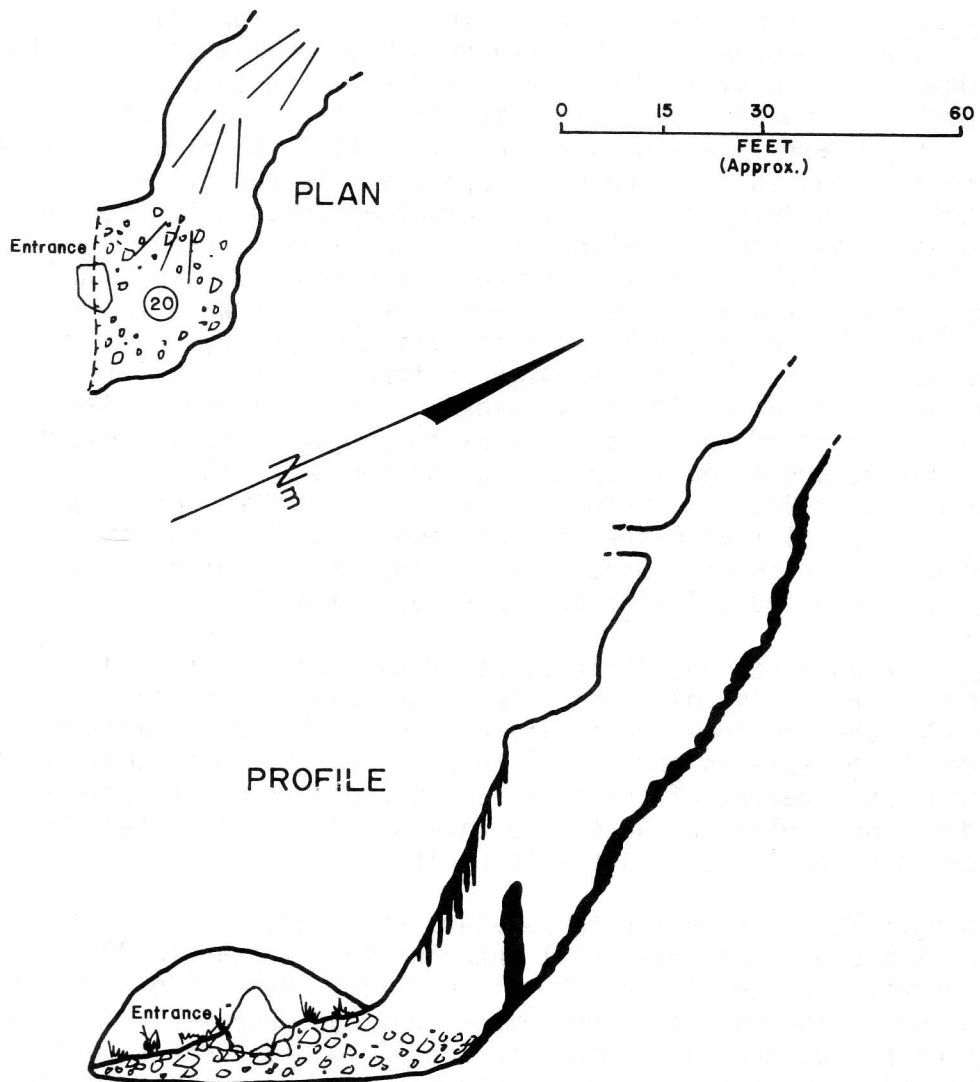 0 15 30 60
FEET
(Approx.)
PLAN
Entrance
20
N
m
PROFILE
Entrance